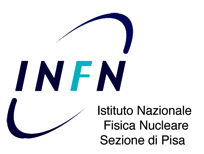 INFN
Istituto Nazionale
Fisica Nucleare
Sezione di Pisa